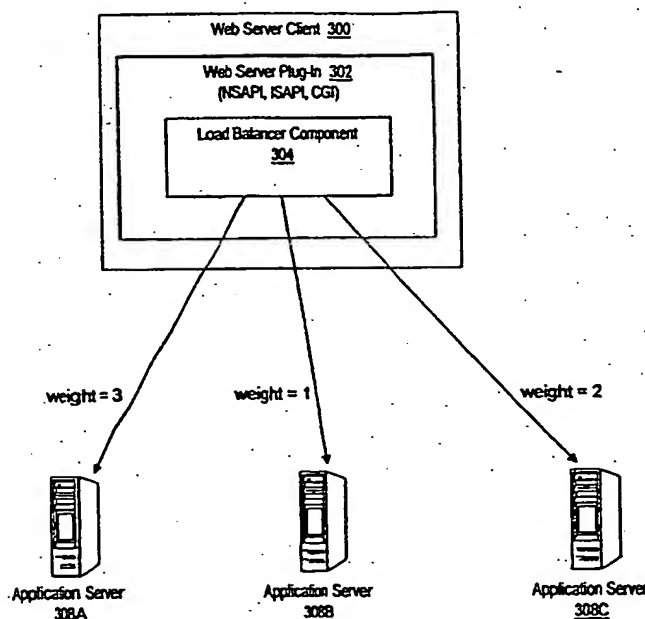 Web Server Client 300
Web Server Plug-In 302
(NSAPI, ISAPI, CGI)
Load Balancer Component
304
weight = 3
weight = 1
weight = 2
Application Server
308A
Application Server
308B
Application Server
308C